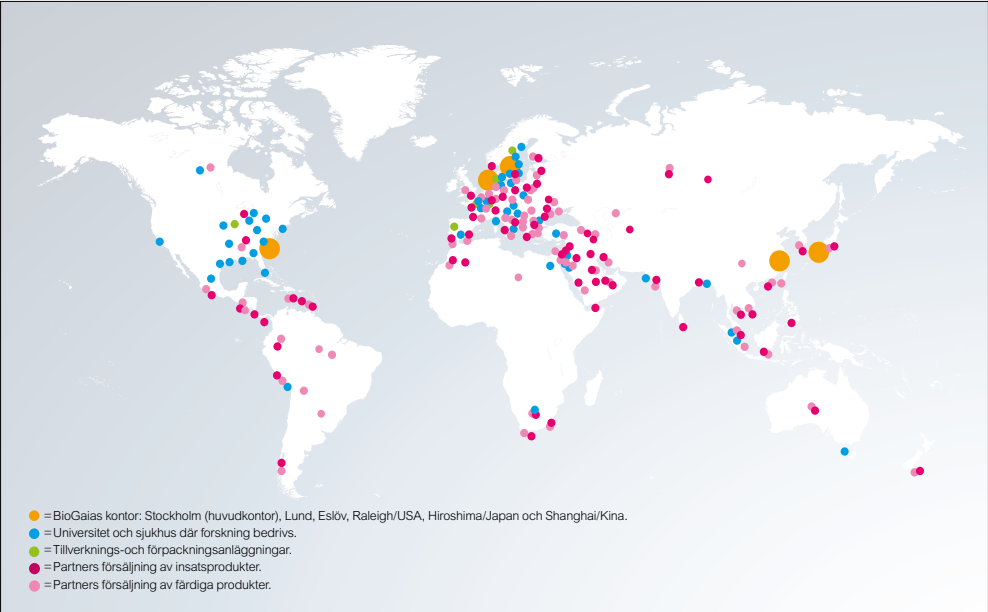 = BioGaias kontor: Stockholm (huvudkontor), Lund, Eslöv, Raleigh/USA, Hiroshima/Japan och Shanghai/Kina.
= Universitet och sjukhus där forskning bedrivs.
= Tillverknings-och förpackningsanläggningar.
= Partners försäljning av insatsprodukter.
= Partners försäljning av färdiga produkter.